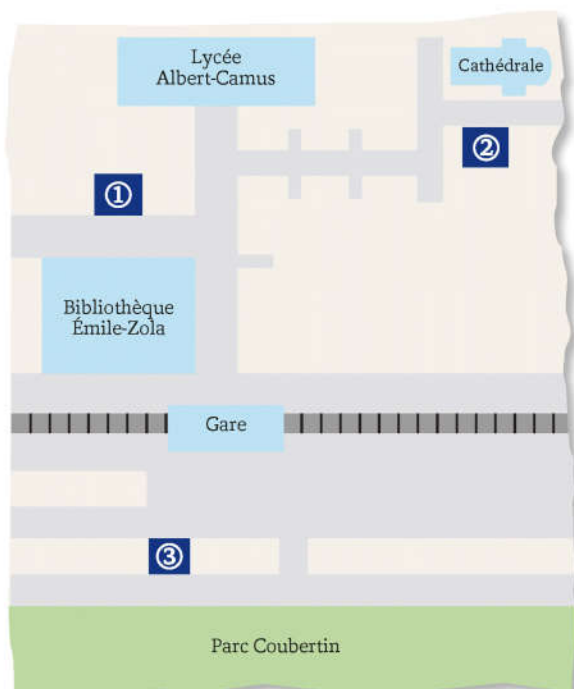 Lycée
Albert-Camus
Cathédrale
②
①
Bibliothèque
Émile-Zola
Gare
③
Parc Coubertin